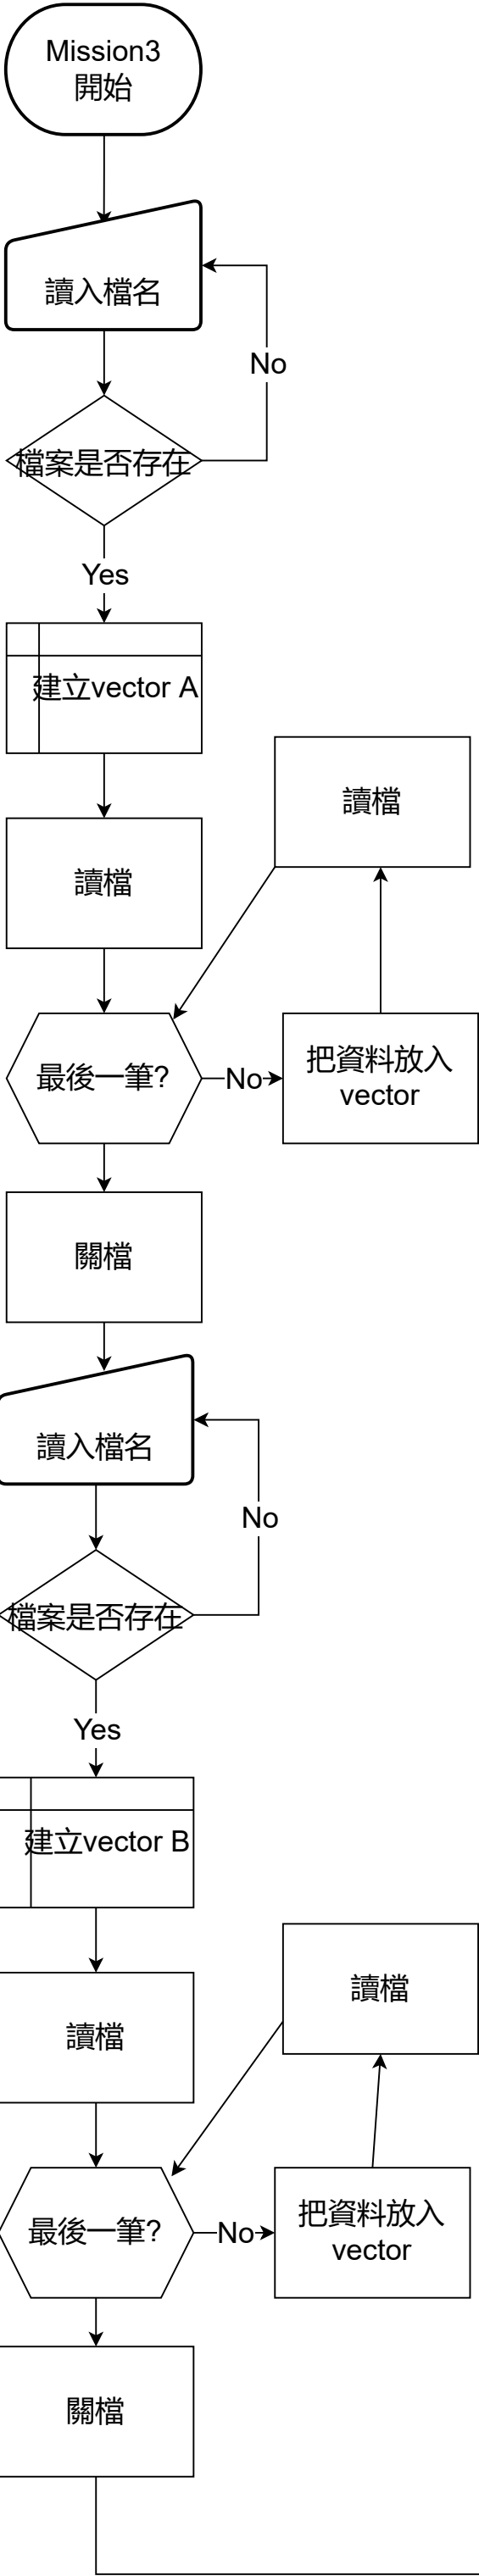 Mission3
開始
讀入檔名
No
檔案是否存在
Yes
建立vector A
讀檔
讀檔
最後一筆?
No
把資料放入
vector
關檔
讀入檔名
No
檔案是否存在
Yes
建立vector B
讀檔
讀檔
最後一筆?
No
把資料放入
vector
關檔